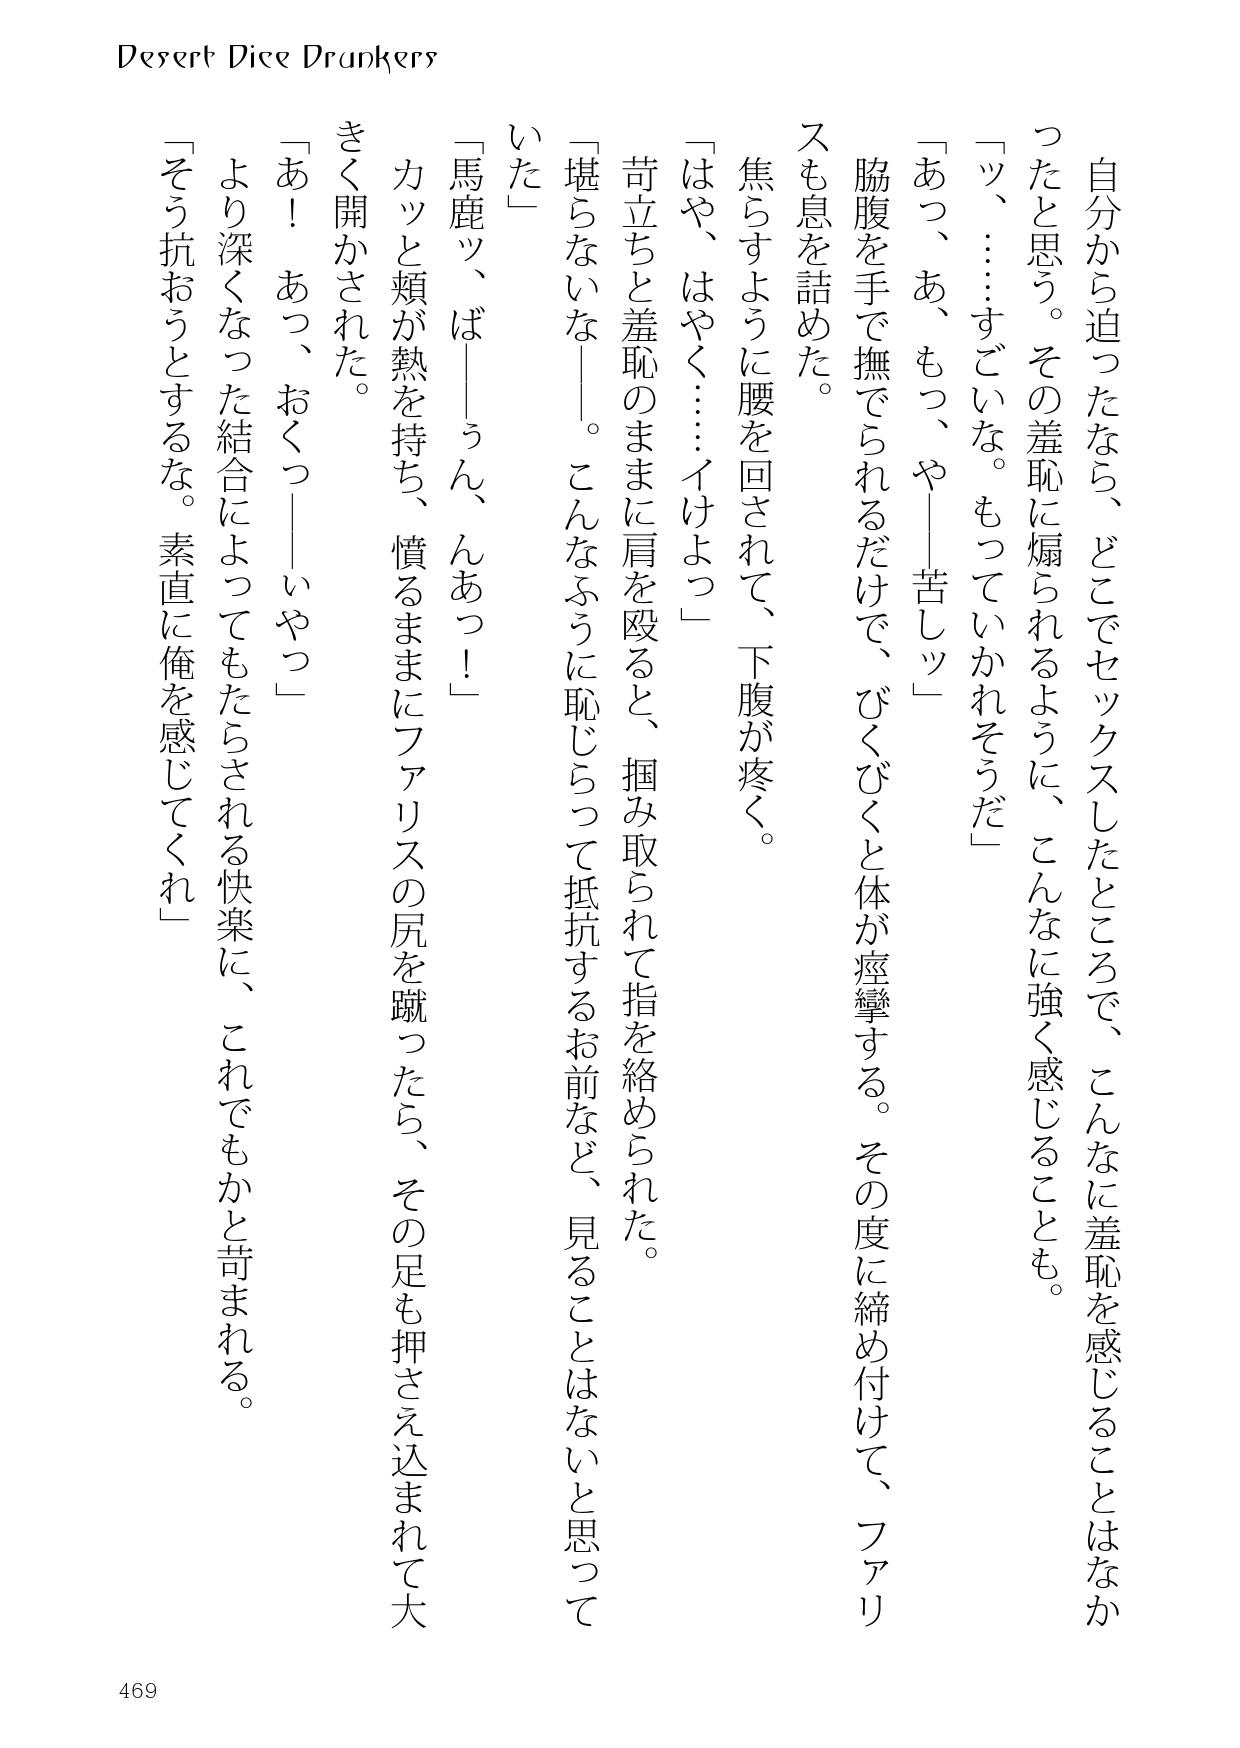 Desert Dice Drunkers
自分から迫ったなら、どこでセックスしたところで、こんなに羞恥を感じることはなか
ったと思う。その羞恥に煽られるように、こんなに強く感じることも。
「ッ、……すごいな。もっていかれそうだ」
「あっ、あ、もっ、や――苦しッ」
脇腹を手で撫でられるだけで、びくびくと体が痙攣する。その度に締め付けて、ファリ
スも息を詰めた。
焦らすように腰を回されて、下腹が疼く。
「はや、はやく……イけよっ」
苛立ちと羞恥のままに肩を殴ると、掴み取られて指を絡められた。
「堪らないな――。こんなふうに恥じらって抵抗するお前など、見ることはないと思って
いた」
「馬鹿ッ、ば――ぅん、んあっ！」
カッと頬が熱を持ち、憤るままにファリスの尻を蹴ったら、その足も押さえ込まれて大
きく開かされた。
「あ！　あっ、おくっ――いやっ」
より深くなった結合によってもたらされる快楽に、これでもかと苛まれる。
「そう抗おうとするな。素直に俺を感じてくれ」
469